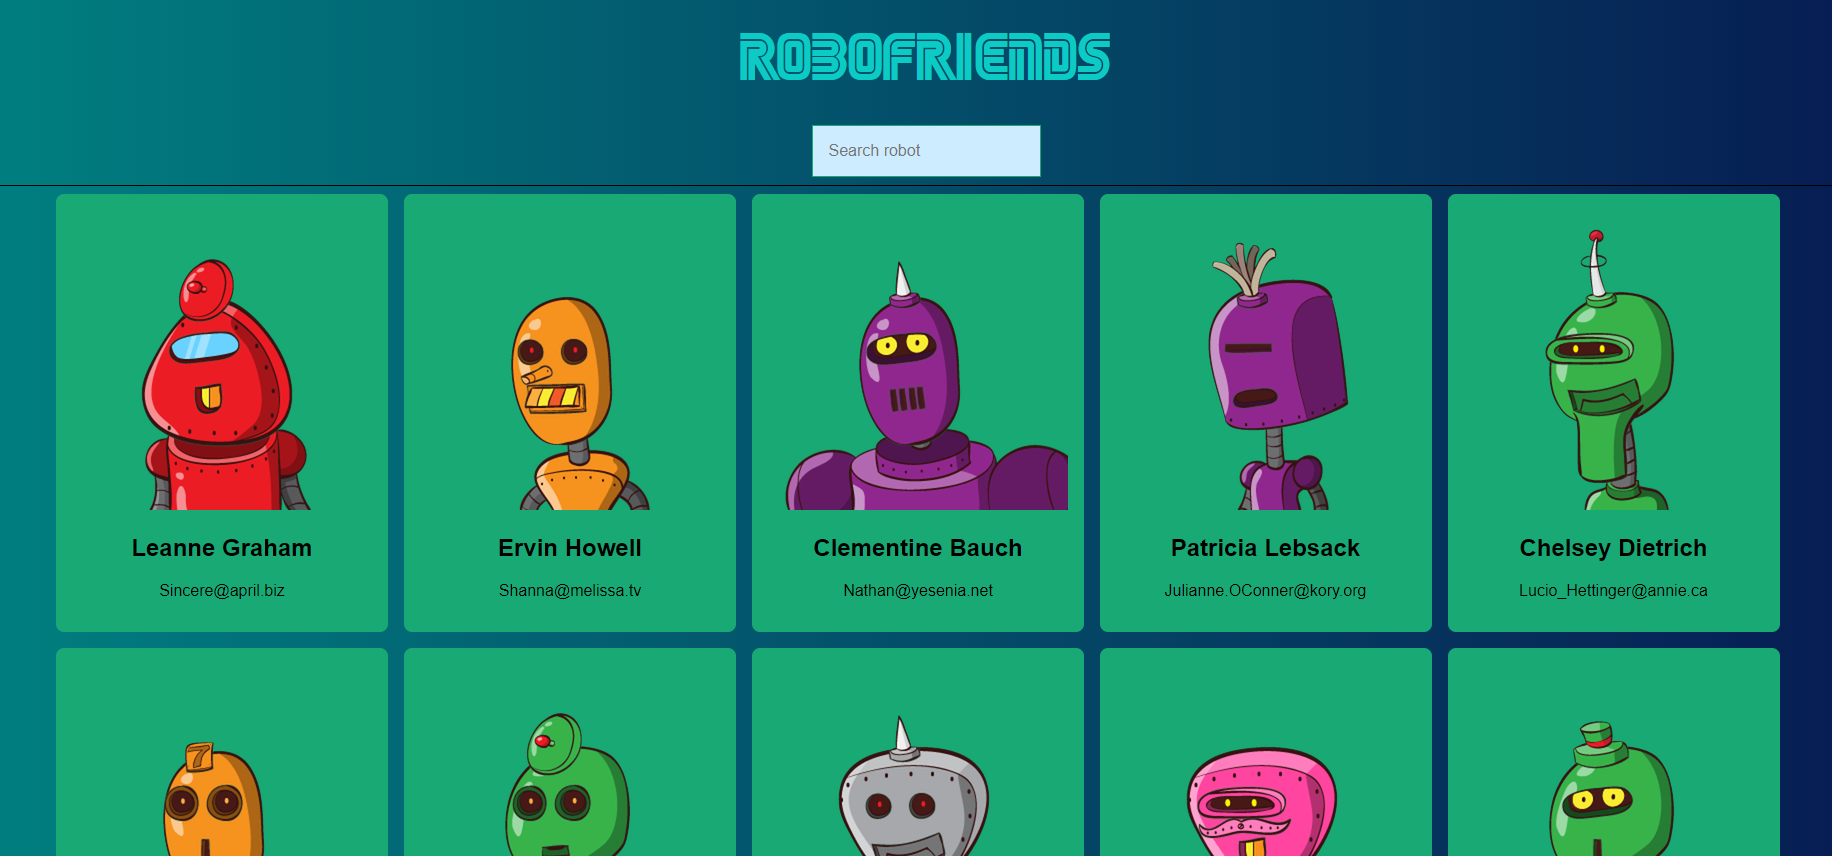 ROBOFRIENDS
Search robot
Leanne Graham
Sincere@april.biz
Ervin Howell
Shanna@melissa.tv
Clementine Bauch
Nathan@yesenia.net
Patricia Lebsack
Julianne.OConner@kory.org
Chelsey Dietrich
Lucio_Hettinger@annie.ca
7